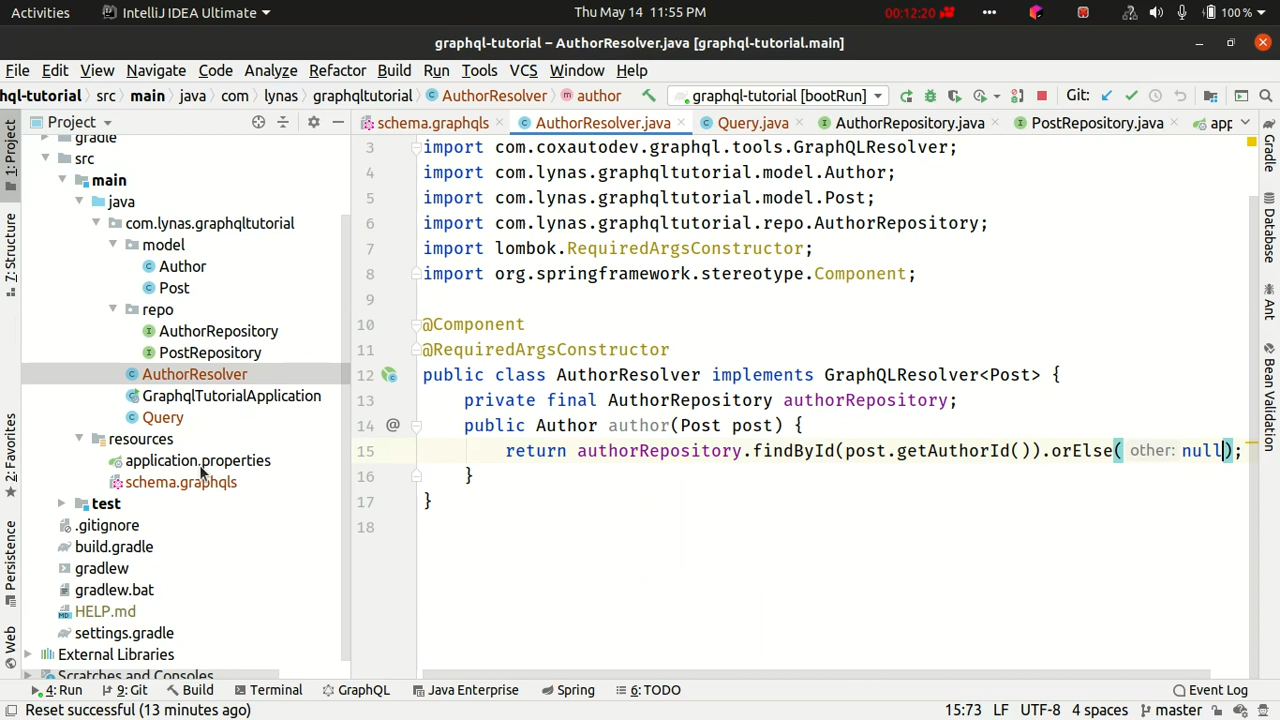 Activities IntelliJ IDEA Ultimate Thu May 14 11:55 PM 00:12:20 100 %
graphql-tutorial – AuthorResolver.java [graphql-tutorial.main]
File Edit View Navigate Code Analyze Refactor Build Run Tools VCS Window Help
hql-tutorial src main java com lynas graphqltutorial AuthorResolver author graphql-tutorial [bootRun] Git:
Project schema.graphqls AuthorResolver.java Query.java AuthorRepository.java PostRepository.java app
gradle
src
main
java
com.lynas.graphqltutorial
model
Author
Post
repo
AuthorRepository
PostRepository
AuthorResolver
GraphqlTutorialApplication
Query
resources
application.properties
schema.graphqls
test
.gitignore
build.gradle
gradlew
gradlew.bat
HELP.md
settings.gradle
External Libraries
Scratches and Consoles
1: Project
7: Structure
2: Favorites
Persistence
Web
3 import com.coxautodev.graphql.tools.GraphQLResolver;
4 import com.lynas.graphqltutorial.model.Author;
5 import com.lynas.graphqltutorial.model.Post;
6 import com.lynas.graphqltutorial.repo.AuthorRepository;
7 import lombok.RequiredArgsConstructor;
8 import org.springframework.stereotype.Component;
9
10 @Component
11 @RequiredArgsConstructor
12 public class AuthorResolver implements GraphQLResolver<Post> {
13 private final AuthorRepository authorRepository;
14 @ public Author author(Post post) {
15 return authorRepository.findById(post.getAuthorId()).orElse( other: null);
16 }
17 }
18
Gradle
Database
Ant
Bean Validation
4: Run 9: Git Build Terminal GraphQL Java Enterprise Spring 6: TODO Event Log
Reset successful (13 minutes ago) 15:73 LF UTF-8 4 spaces master